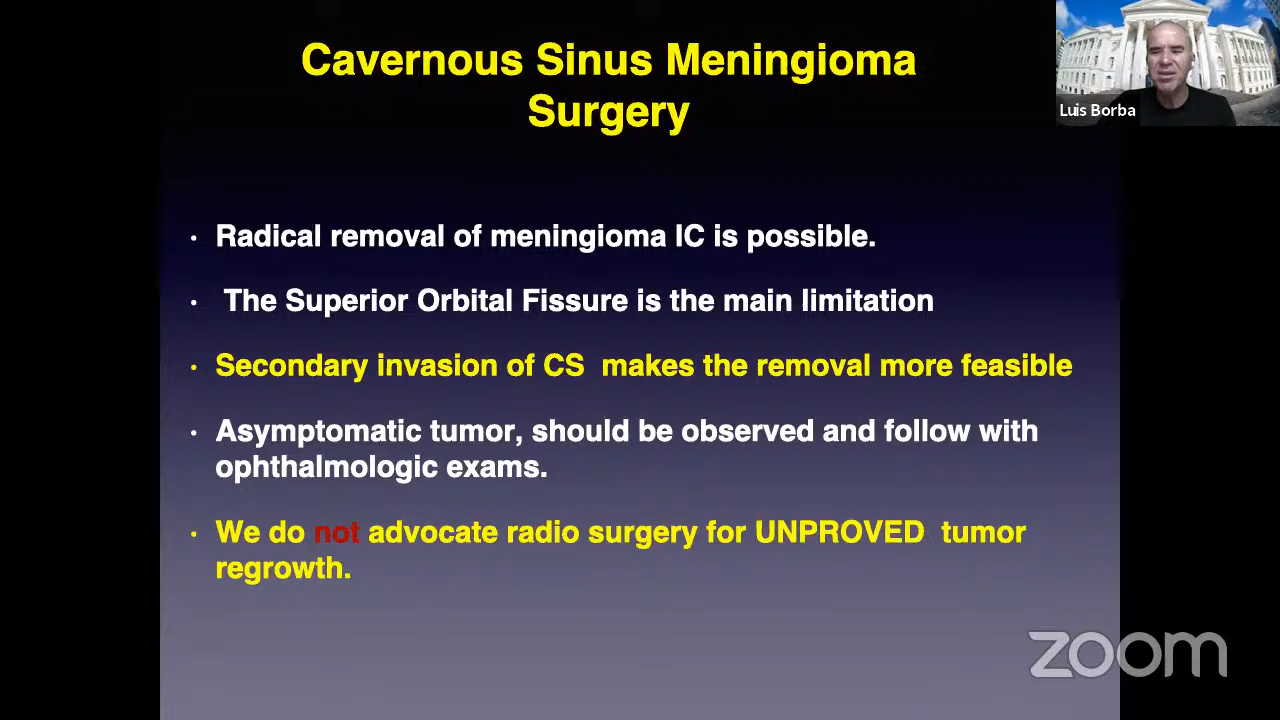 Cavernous Sinus Meningioma
Surgery
Luis Borba
• Radical removal of meningioma IC is possible.
• The Superior Orbital Fissure is the main limitation
• Secondary invasion of CS makes the removal more feasible
• Asymptomatic tumor, should be observed and follow with
ophthalmologic exams.
• We do not advocate radio surgery for UNPROVED tumor
regrowth.
zoom